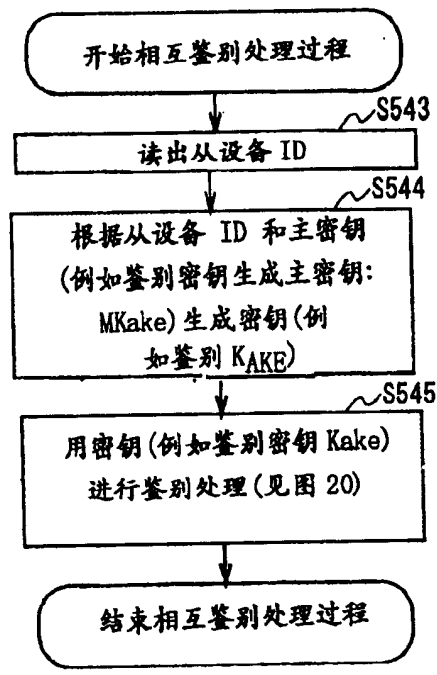 开始相互鉴别处理过程
S543
读出从设备 ID
S544
根据从设备 ID 和主密钥
(例如鉴别密钥生成主密钥:
MKake)生成密钥(例
如鉴别 KAKE)
S545
用密钥(例如鉴别密钥 Kake)
进行鉴别处理(见图 20)
结束相互鉴别处理过程